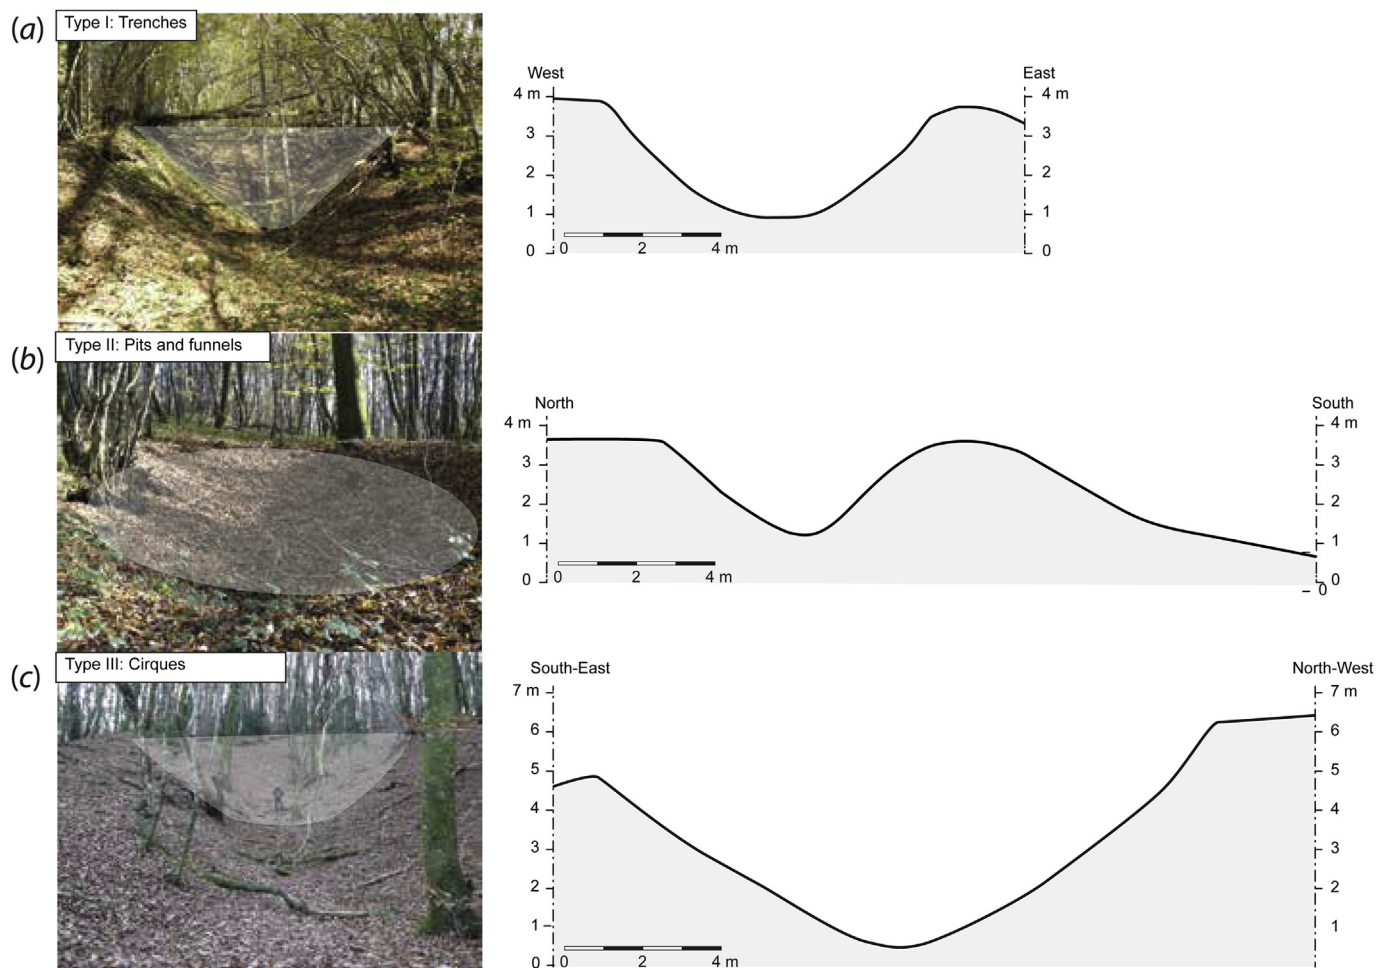 (a)
Type I: Trenches
West
East
4 m
4 m
3
3
2
2
1
1
0
0
0 2 4 m
(b)
Type II: Pits and funnels
North
South
4 m
4 m
3
3
2
2
1
1
0
0
0 2 4 m
(c)
Type III: Cirques
South-East
North-West
7 m
7 m
6
6
5
5
4
4
3
3
2
2
1
1
0
0 2 4 m